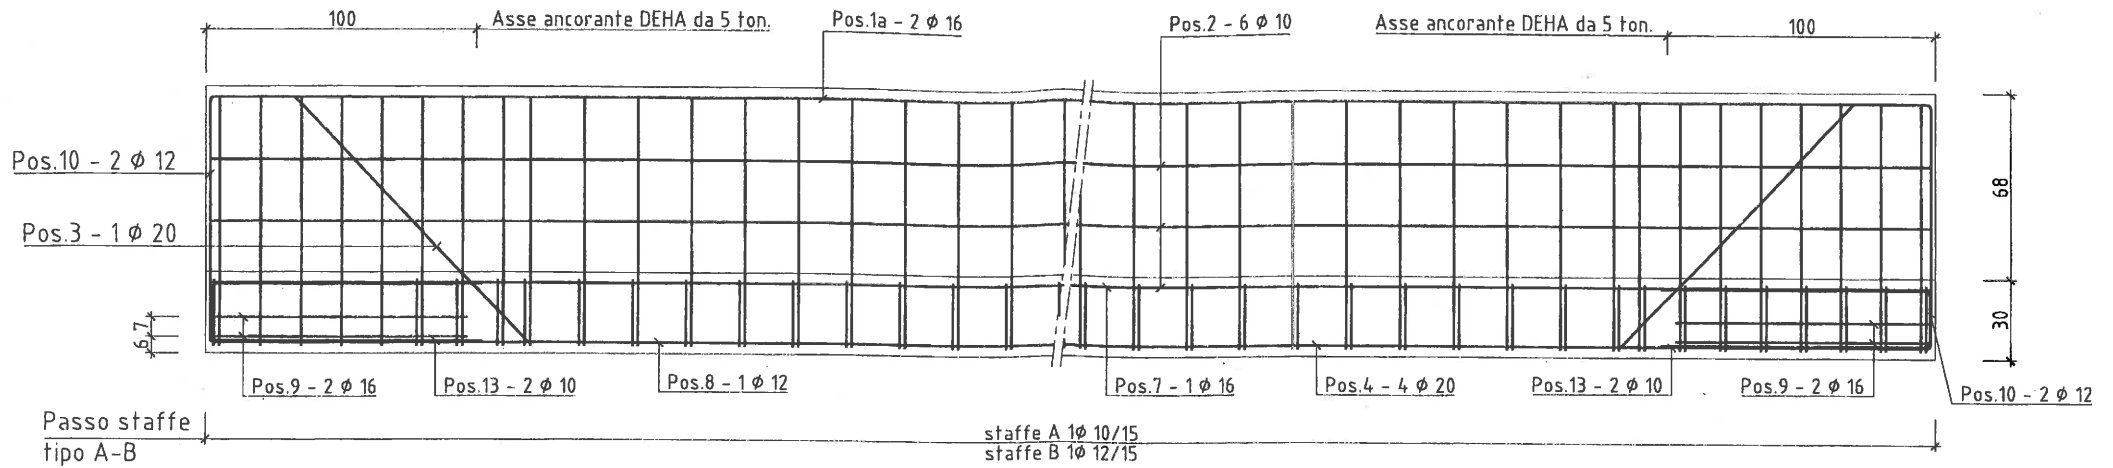 100
Asse ancorante DEHA da 5 ton.
Pos.1a - 2 ϕ 16
Pos.2 - 6 ϕ 10
Asse ancorante DEHA da 5 ton.
100
Pos.10 - 2 ϕ 12
68
Pos.3 - 1 ϕ 20
7
6
30
Pos.9 - 2 ϕ 16
Pos.13 - 2 ϕ 10
Pos.8 - 1 ϕ 12
Pos.7 - 1 ϕ 16
Pos.4 - 4 ϕ 20
Pos.13 - 2 ϕ 10
Pos.9 - 2 ϕ 16
Pos.10 - 2 ϕ 12
Passo staffe
tipo A-B
staffe A 1ϕ 10/15
staffe B 1ϕ 12/15